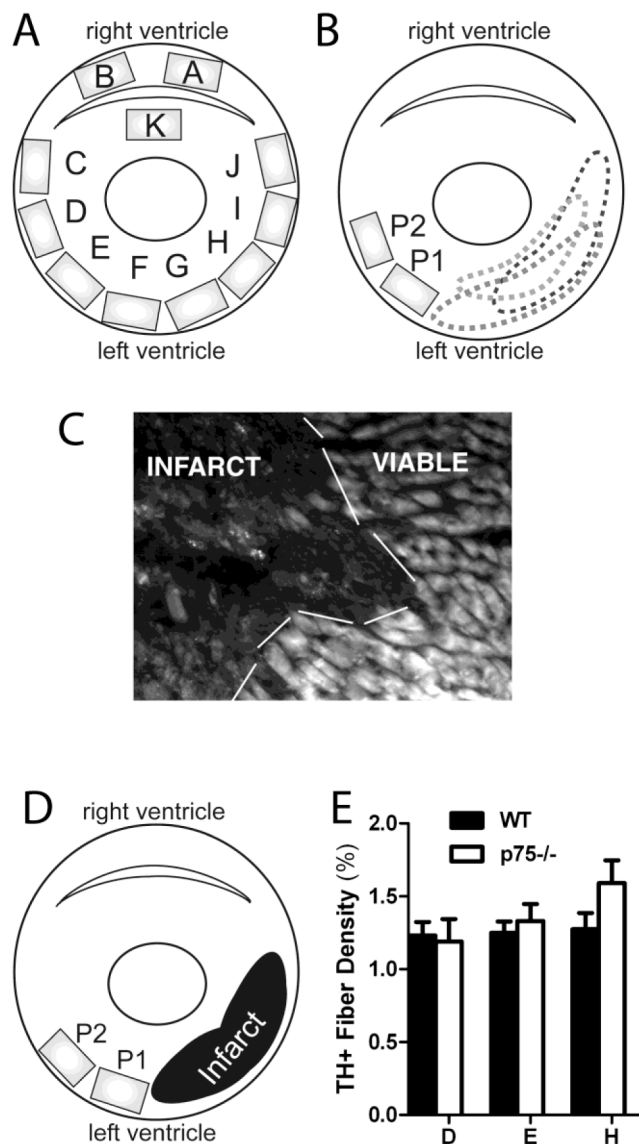 A
right ventricle
B
A
K
C
J
D
I
E
H
F
G
left ventricle
B
right ventricle
P2
P1
left ventricle
C
INFARCT
VIABLE
D
right ventricle
P2
P1
Infarct
left ventricle
E
WT
p75-/-
TH+ Fiber Density (%)
2.0
1.5
1.0
0.5
0.0
D
E
H